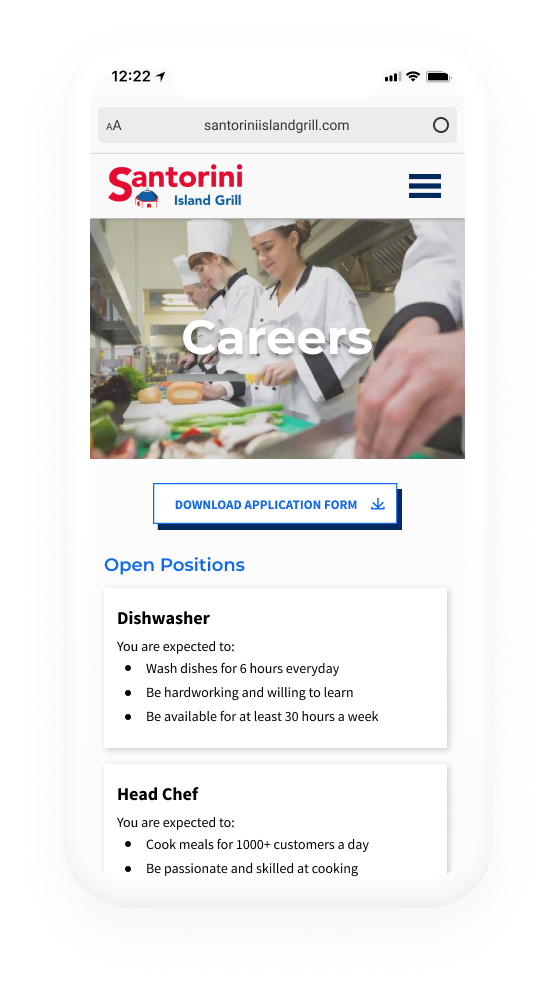 12:22
AA santoriniislandgrill.com
Santorini
Island Grill
Careers
DOWNLOAD APPLICATION FORM
Open Positions
Dishwasher
You are expected to:
● Wash dishes for 6 hours everyday
● Be hardworking and willing to learn
● Be available for at least 30 hours a week
Head Chef
You are expected to:
● Cook meals for 1000+ customers a day
● Be passionate and skilled at cooking